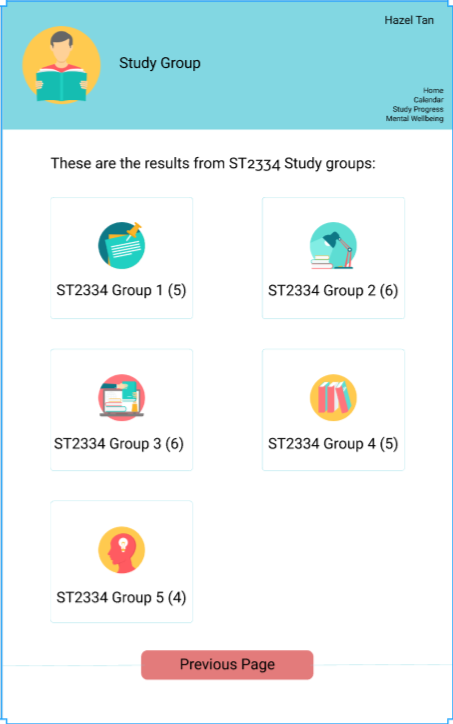 Hazel Tan
Study Group
Home
Calendar
Study Progress
Mental Wellbeing
These are the results from ST2334 Study groups:
ST2334 Group 1 (5)
ST2334 Group 2 (6)
ST2334 Group 3 (6)
ST2334 Group 4 (5)
ST2334 Group 5 (4)
Previous Page